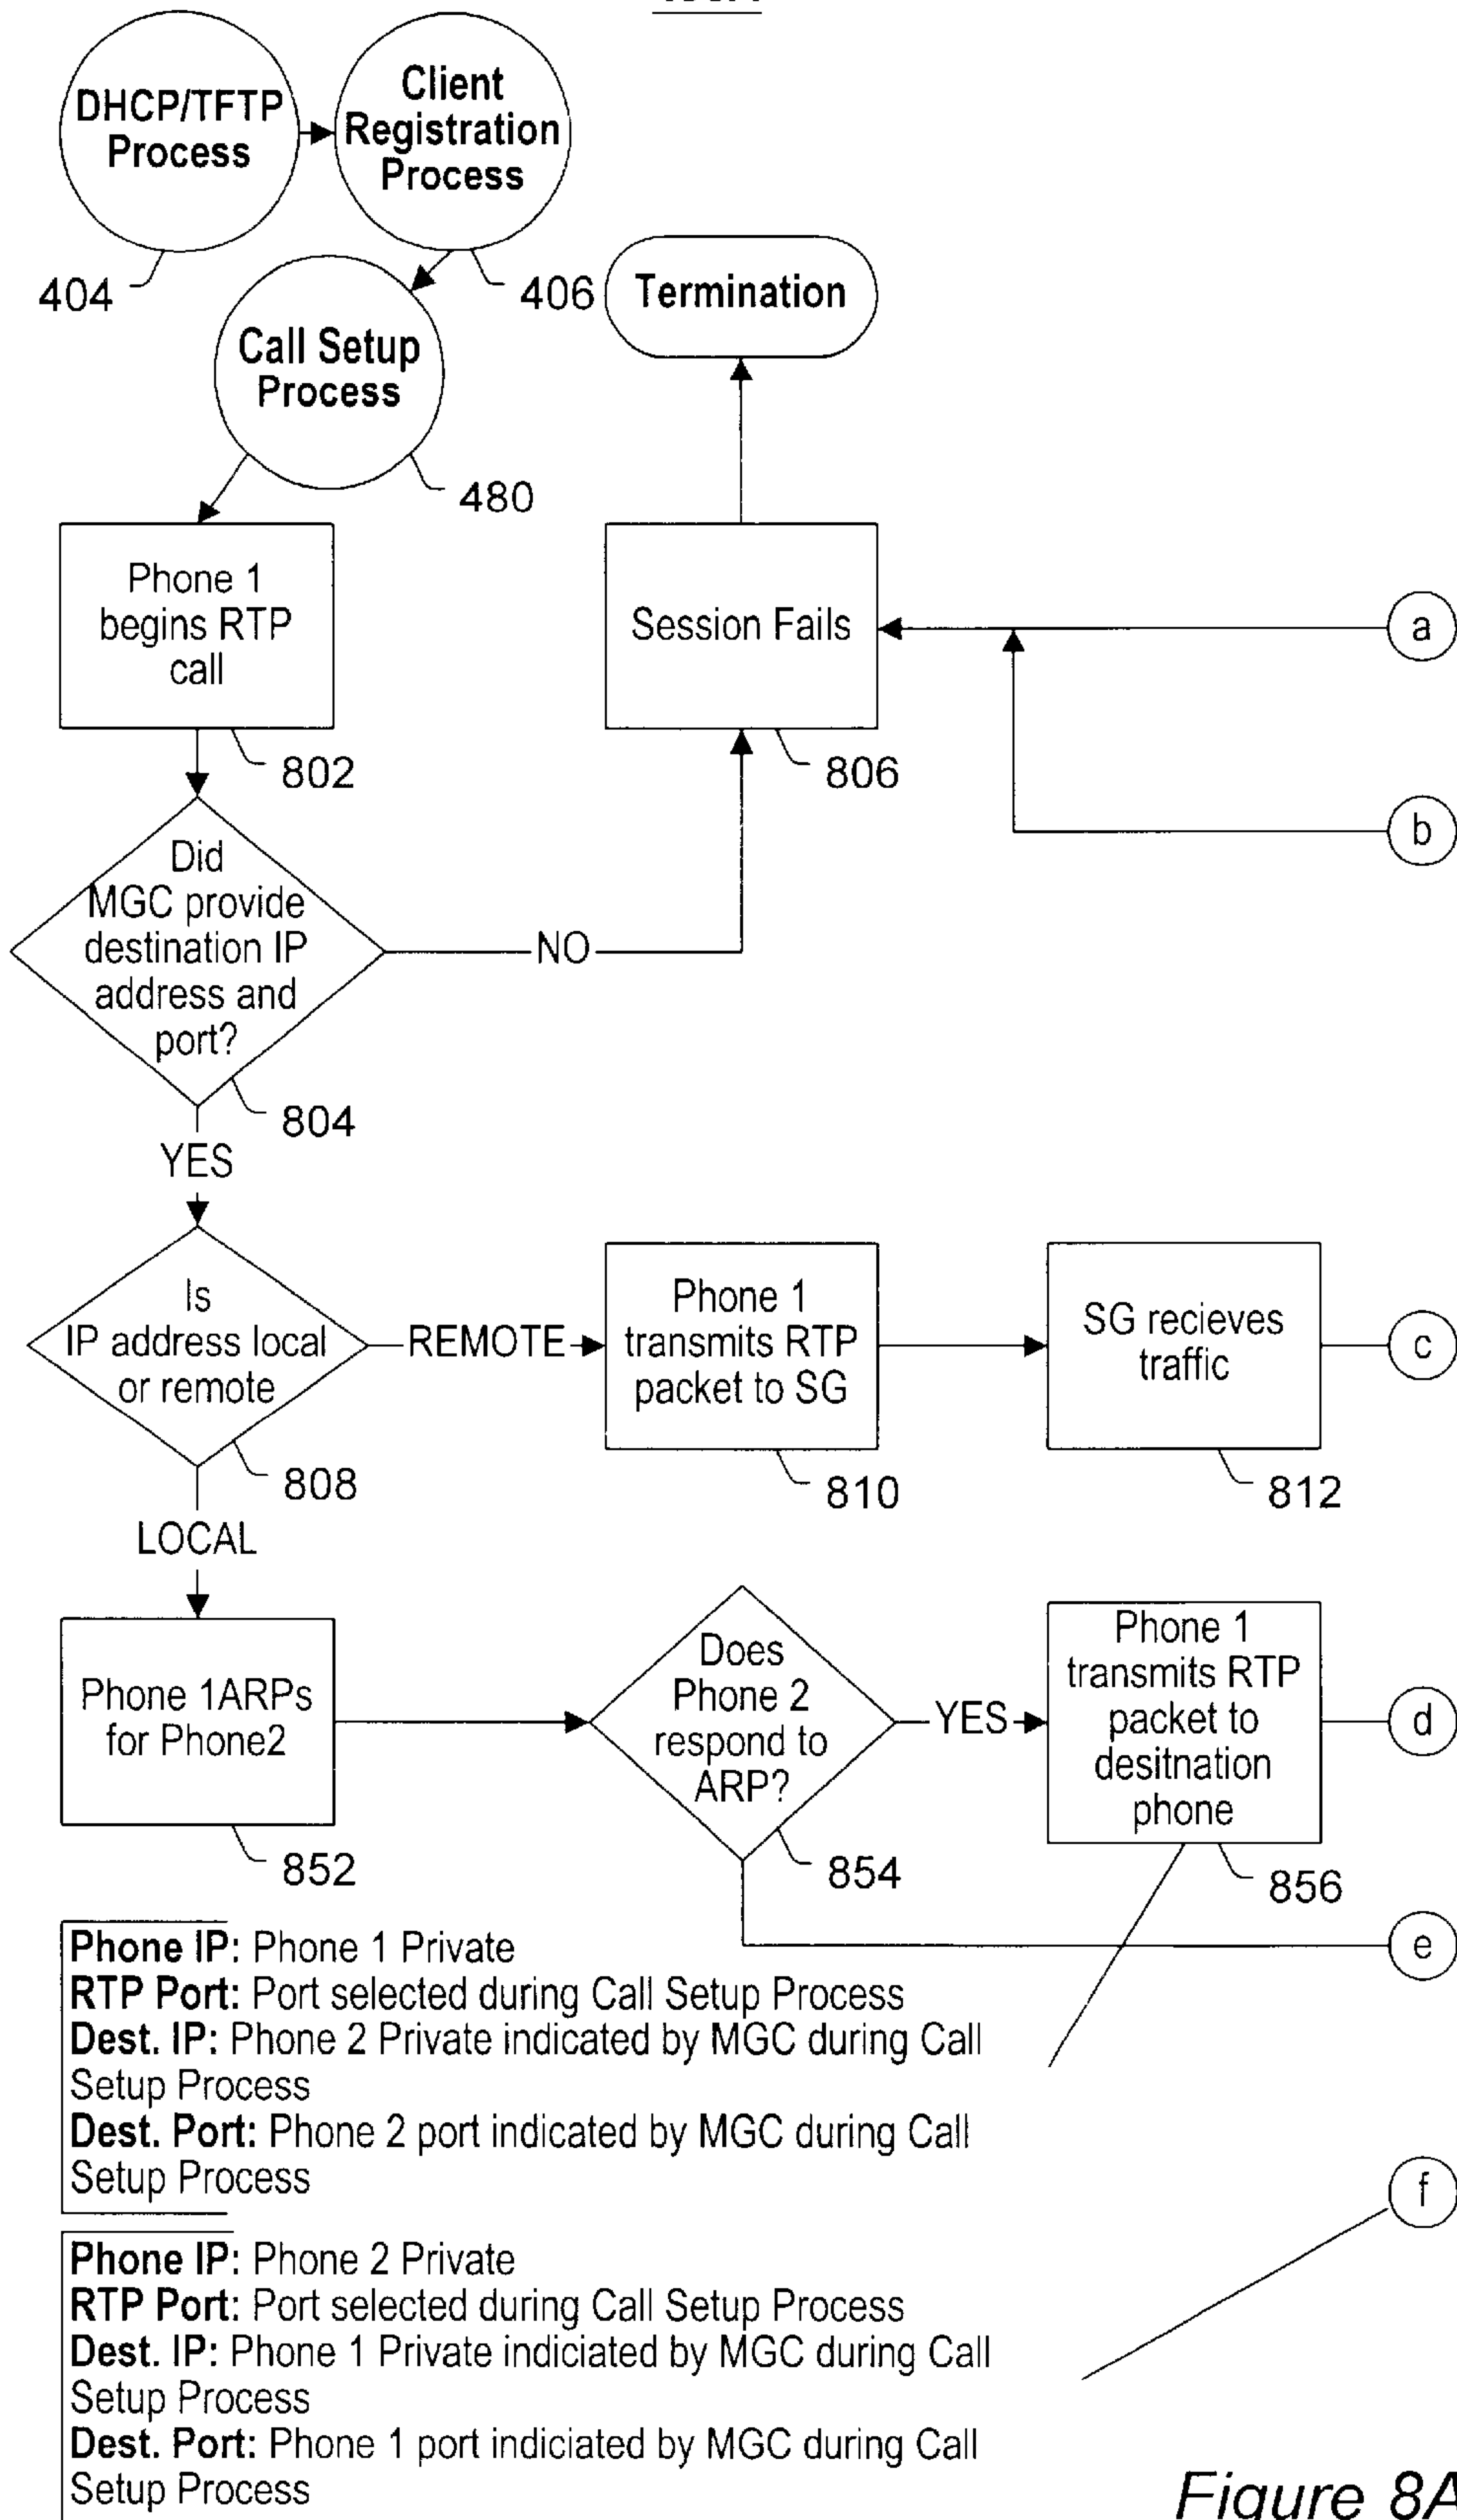 DHCP/TFTP
Process
Client
Registration
Process
404
406
Termination
Call Setup
Process
480
Phone 1
begins RTP
call
802
Session Fails
806
a
b
Did
MGC provide
destination IP
address and
port?
NO
804
YES
Is
IP address local
or remote
REMOTE
808
Phone 1
transmits RTP
packet to SG
810
SG recieves
traffic
812
c
LOCAL
Phone 1ARPs
for Phone2
852
Does
Phone 2
respond to
ARP?
854
YES
Phone 1
transmits RTP
packet to
desitnation
phone
856
d
e
Phone IP: Phone 1 Private
RTP Port: Port selected during Call Setup Process
Dest. IP: Phone 2 Private indicated by MGC during Call
Setup Process
Dest. Port: Phone 2 port indicated by MGC during Call
Setup Process
f
Phone IP: Phone 2 Private
RTP Port: Port selected during Call Setup Process
Dest. IP: Phone 1 Private indiciated by MGC during Call
Setup Process
Dest. Port: Phone 1 port indiciated by MGC during Call
Setup Process
Figure 8A